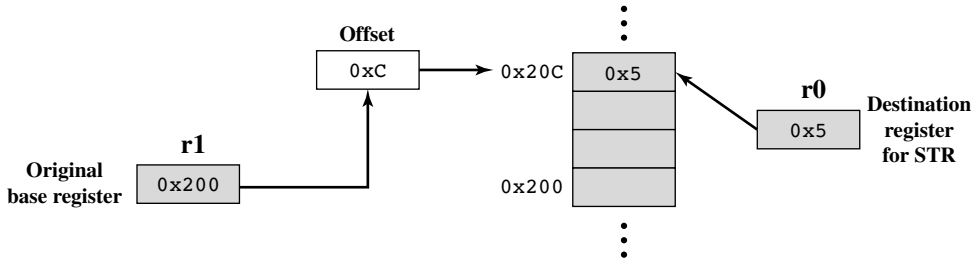 Offset
0xC
0x20C
0x5
r0
0x5
Destination
register
for STR
r1
Original
base register
0x200
0x200